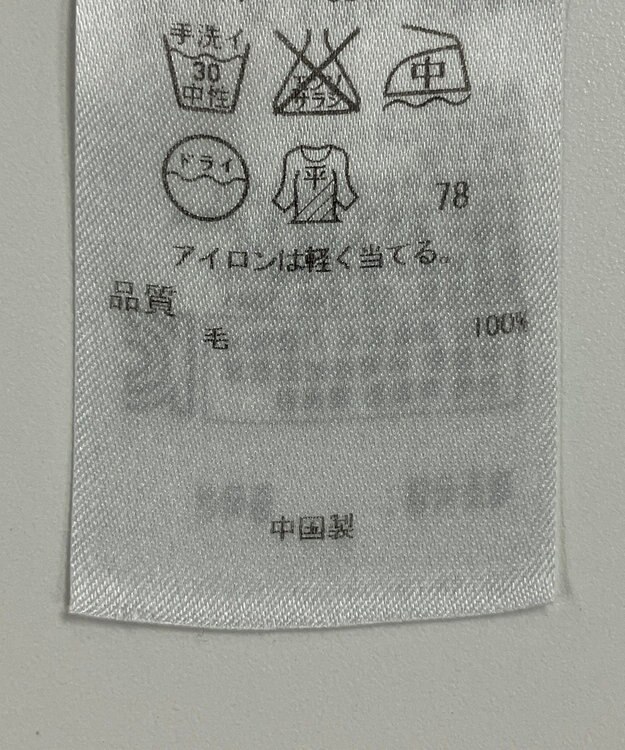 手洗イ
30
中性
エンソ
サラシ
中
ドライ
平
78
アイロンは軽く当てる。
品質
毛 100%
中国製